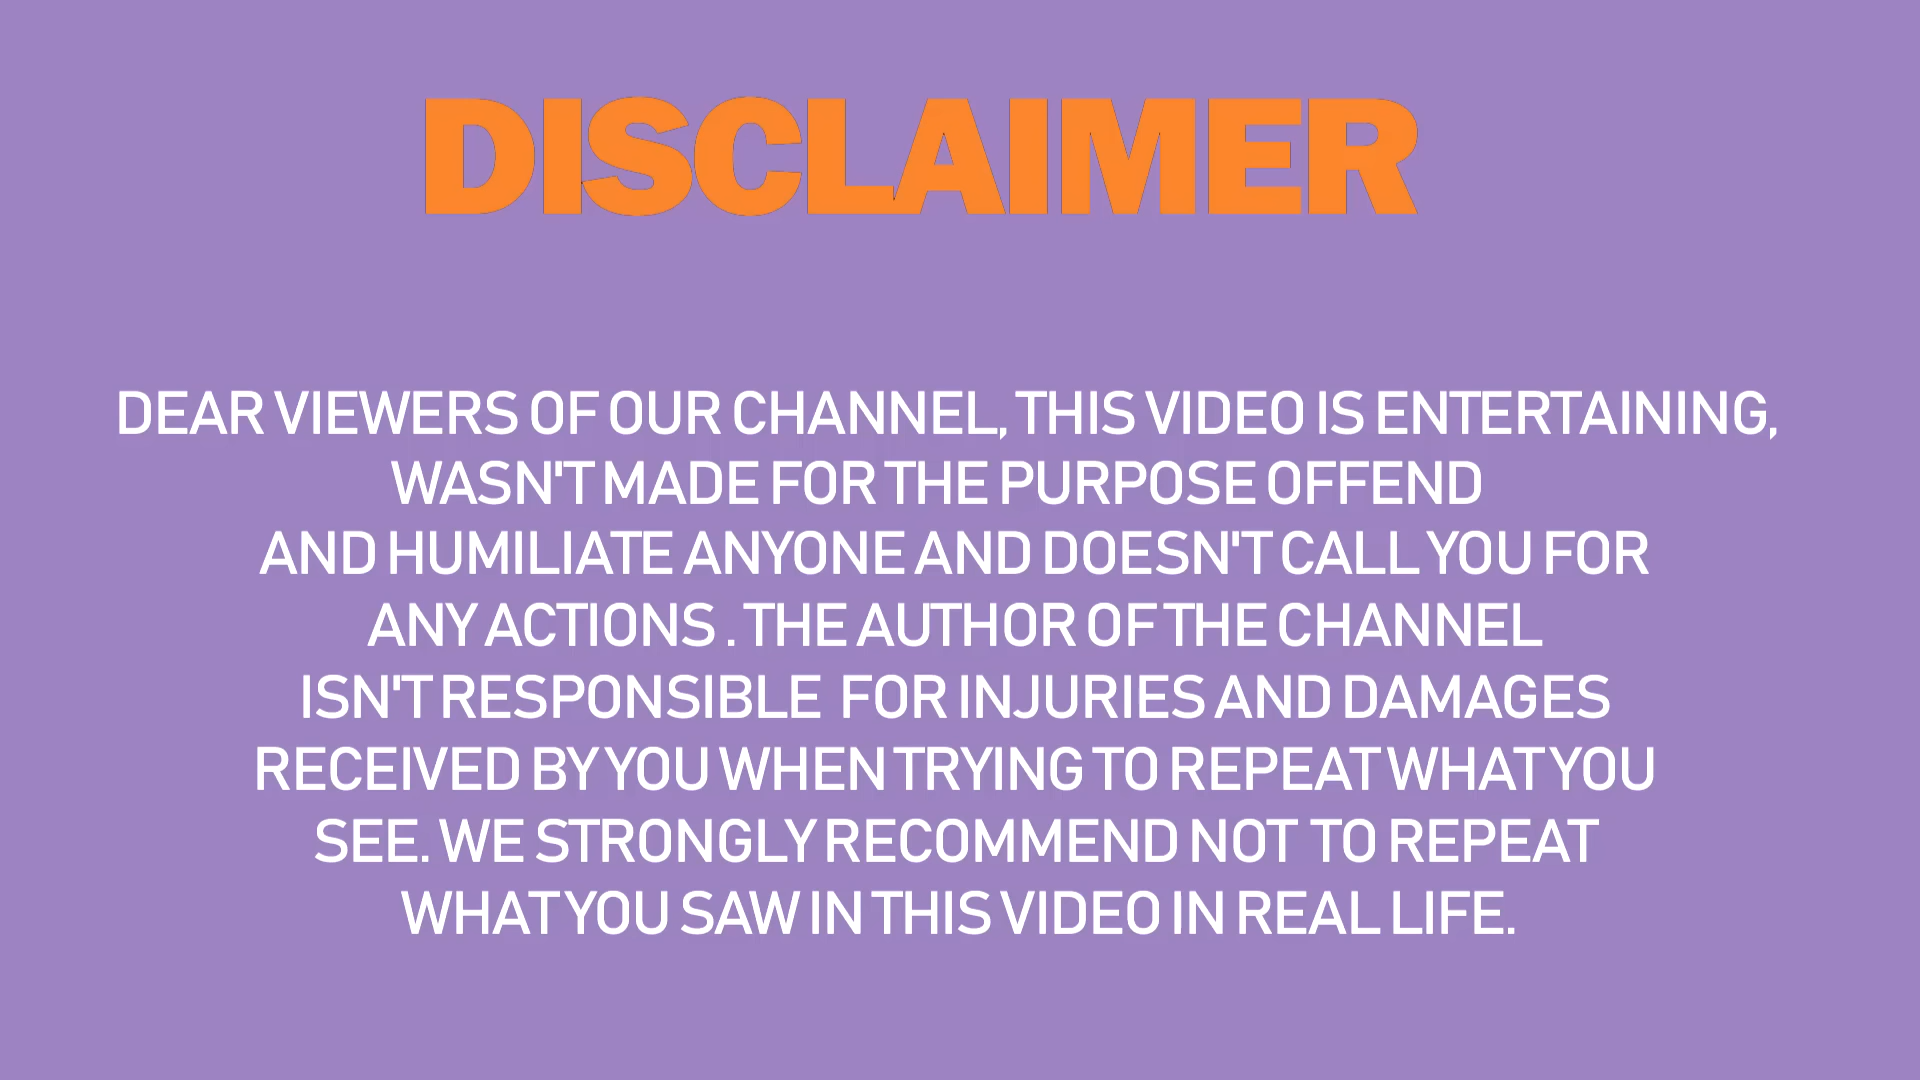 DISCLAIMER
DEAR VIEWERS OF OUR CHANNEL, THIS VIDEO IS ENTERTAINING,
WASN'T MADE FOR THE PURPOSE OFFEND
AND HUMILIATE ANYONE AND DOESN'T CALL YOU FOR
ANY ACTIONS . THE AUTHOR OF THE CHANNEL
ISN'T RESPONSIBLE FOR INJURIES AND DAMAGES
RECEIVED BY YOU WHEN TRYING TO REPEAT WHAT YOU
SEE. WE STRONGLY RECOMMEND NOT TO REPEAT
WHAT YOU SAW IN THIS VIDEO IN REAL LIFE.